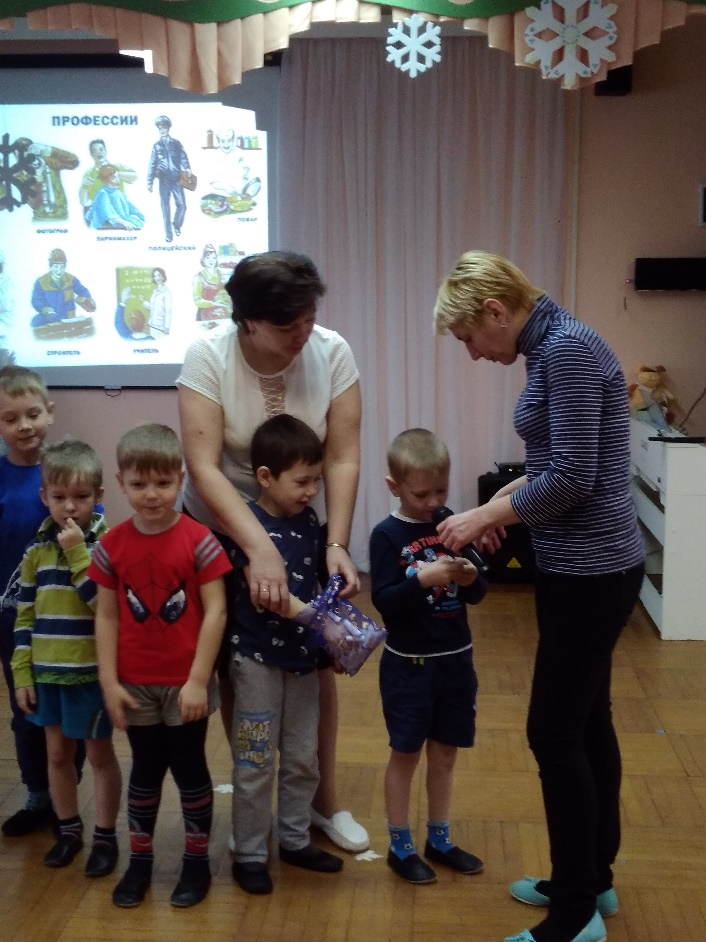 ПРОФЕССИИ
ФОТОГРАФ
ПАРИКМАХЕР
ПОЛИЦЕЙСКИЙ
ПОВАР
СТРОИТЕЛЬ
УЧИТЕЛЬ